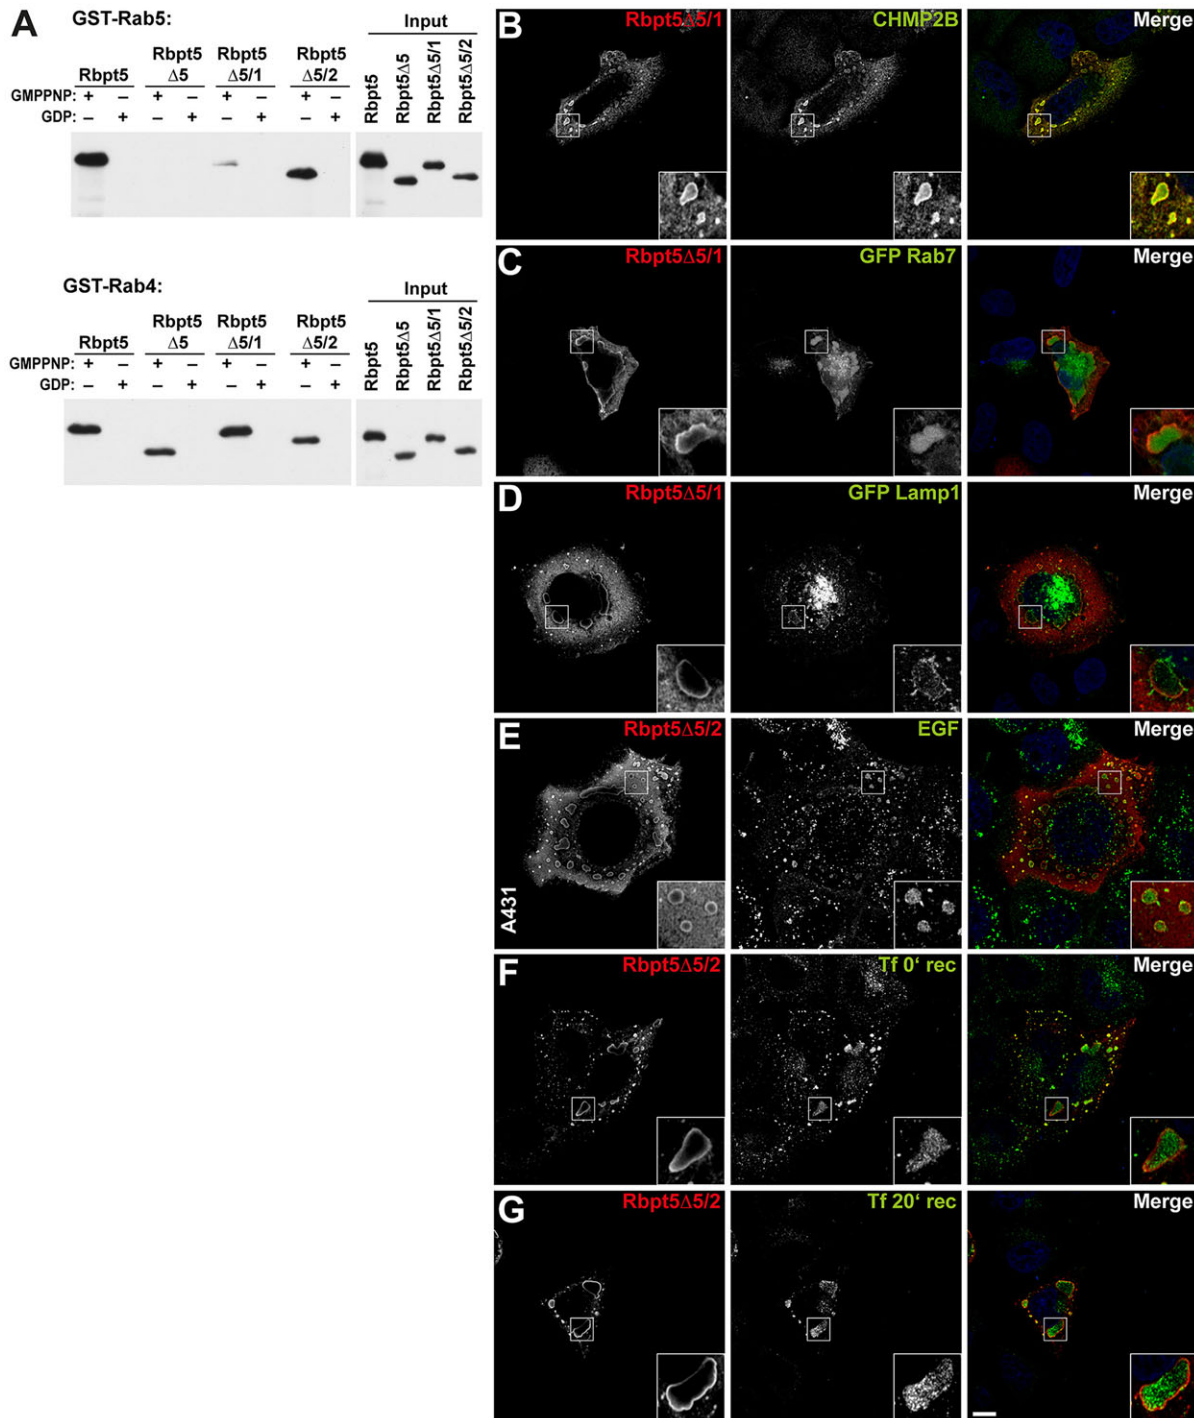 A
GST-Rab5:
Input
Rbpt5
Rbpt5 Δ5
Rbpt5 Δ5/1
Rbpt5 Δ5/2
Rbpt5
Rbpt5Δ5
Rbpt5Δ5/1
Rbpt5Δ5/2
GMPPNP: + – + – + – + –
GDP: – + – + – + – +
GST-Rab4:
Input
Rbpt5
Rbpt5 Δ5
Rbpt5 Δ5/1
Rbpt5 Δ5/2
Rbpt5
Rbpt5Δ5
Rbpt5Δ5/1
Rbpt5Δ5/2
GMPPNP: + – + – + – + –
GDP: – + – + – + – +
B Rbpt5Δ5/1 CHMP2B Merge
C Rbpt5Δ5/1 GFP Rab7 Merge
D Rbpt5Δ5/1 GFP Lamp1 Merge
E Rbpt5Δ5/2 EGF Merge
A431
F Rbpt5Δ5/2 Tf 0‘ rec Merge
G Rbpt5Δ5/2 Tf 20‘ rec Merge